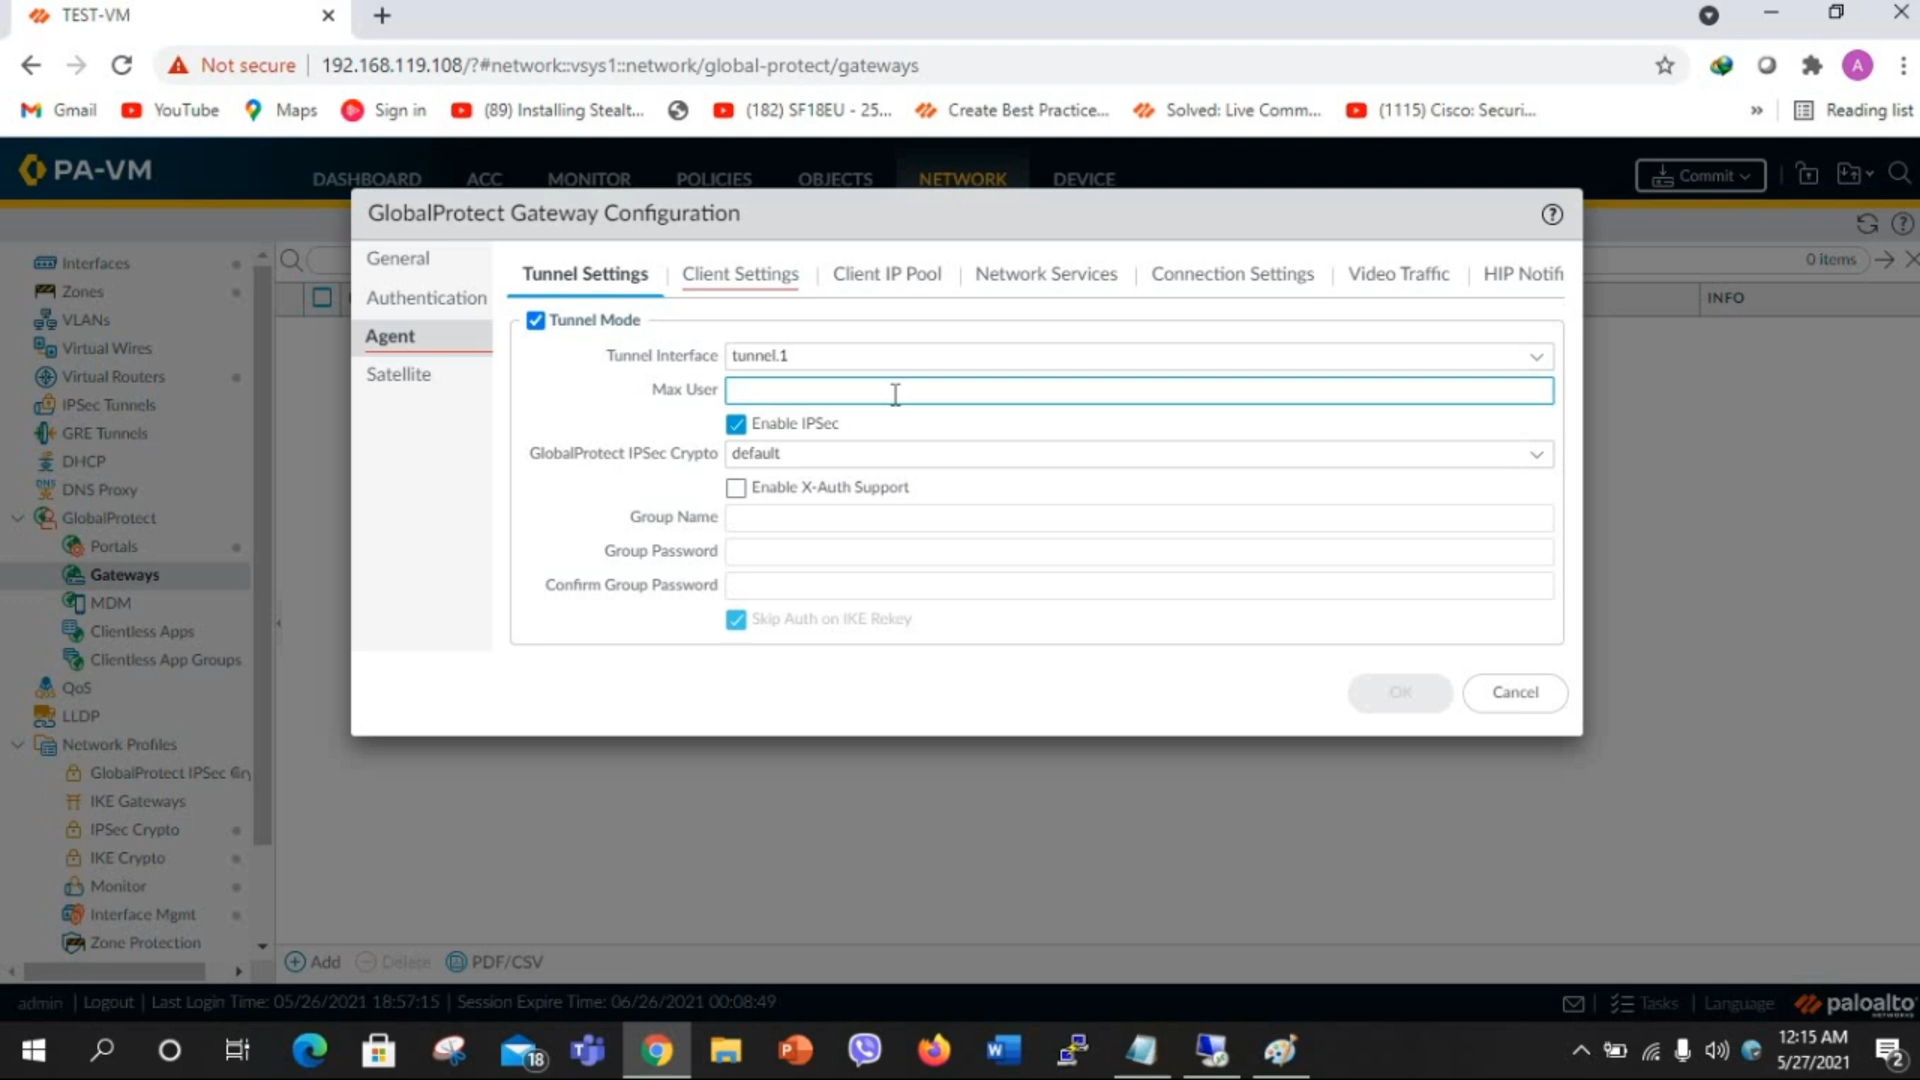 TEST-VM
Not secure
192.168.119.108/?#network::vsys1::network/global-protect/gateways
A
Gmail
YouTube
Maps
Sign in
(89) Installing Stealt...
(182) SF18EU - 25...
Create Best Practice...
Solved: Live Comm...
(1115) Cisco: Securi...
»
Reading list
PA-VM
DASHBOARD
ACC
MONITOR
POLICIES
OBJECTS
NETWORK
DEVICE
Commit
GlobalProtect Gateway Configuration
Interfaces
Zones
VLANs
Virtual Wires
Virtual Routers
IPSec Tunnels
GRE Tunnels
DHCP
DNS Proxy
GlobalProtect
Portals
Gateways
MDM
Clientless Apps
Clientless App Groups
QoS
LLDP
Network Profiles
GlobalProtect IPSec Cry
IKE Gateways
IPSec Crypto
IKE Crypto
Monitor
Interface Mgmt
Zone Protection
General
Authentication
Agent
Satellite
Tunnel Settings
Client Settings
Client IP Pool
Network Services
Connection Settings
Video Traffic
HIP Notifi
Tunnel Mode
Tunnel Interface tunnel.1
Max User
Enable IPSec
GlobalProtect IPSec Crypto default
Enable X-Auth Support
Group Name
Group Password
Confirm Group Password
Skip Auth on IKE Rekey
OK
Cancel
0 items
INFO
Add
Delete
PDF/CSV
admin | Logout | Last Login Time: 05/26/2021 18:57:15 | Session Expire Time: 06/26/2021 00:08:49
Tasks | Language
paloalto
NETWORKS
18
12:15 AM
5/27/2021
2